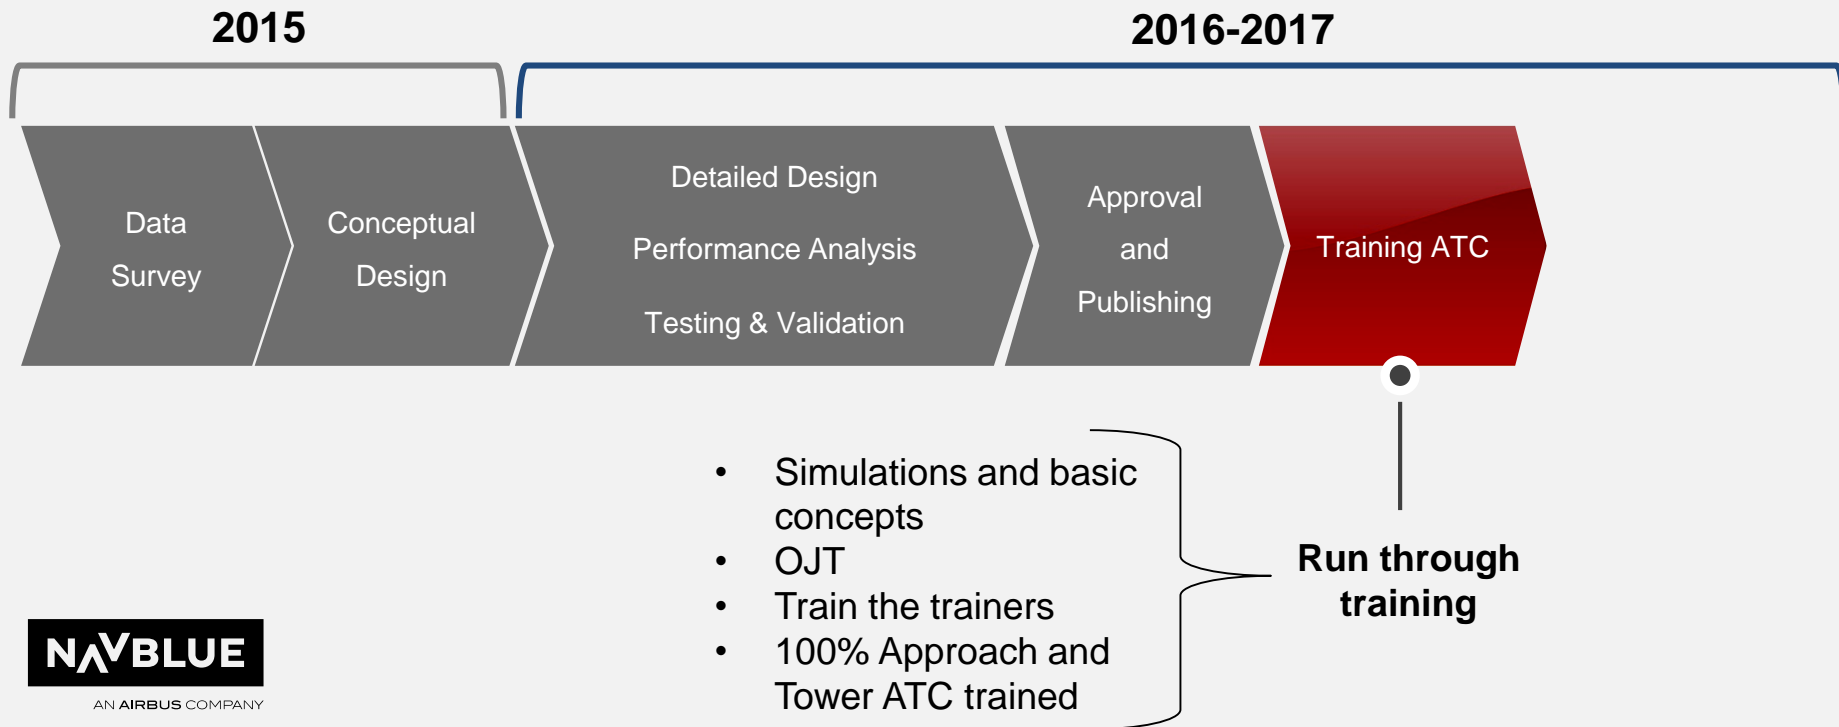 2015
2016-2017
Data
Survey
Conceptual
Design
Detailed Design
Performance Analysis
Testing & Validation
Approval
and
Publishing
Training ATC
• Simulations and basic
concepts
• OJT
• Train the trainers
• 100% Approach and
Tower ATC trained
Run through
training
NAVBLUE
AN AIRBUS COMPANY